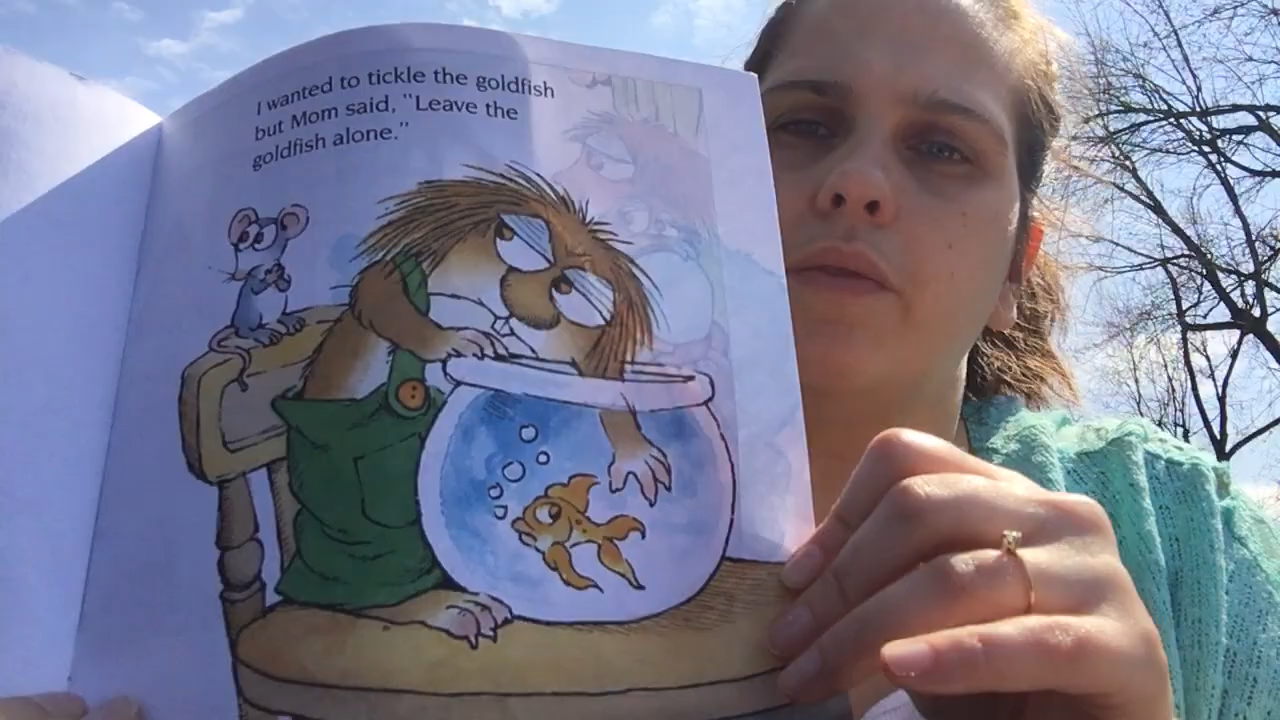 I wanted to tickle the goldfish
but Mom said, "Leave the
goldfish alone."